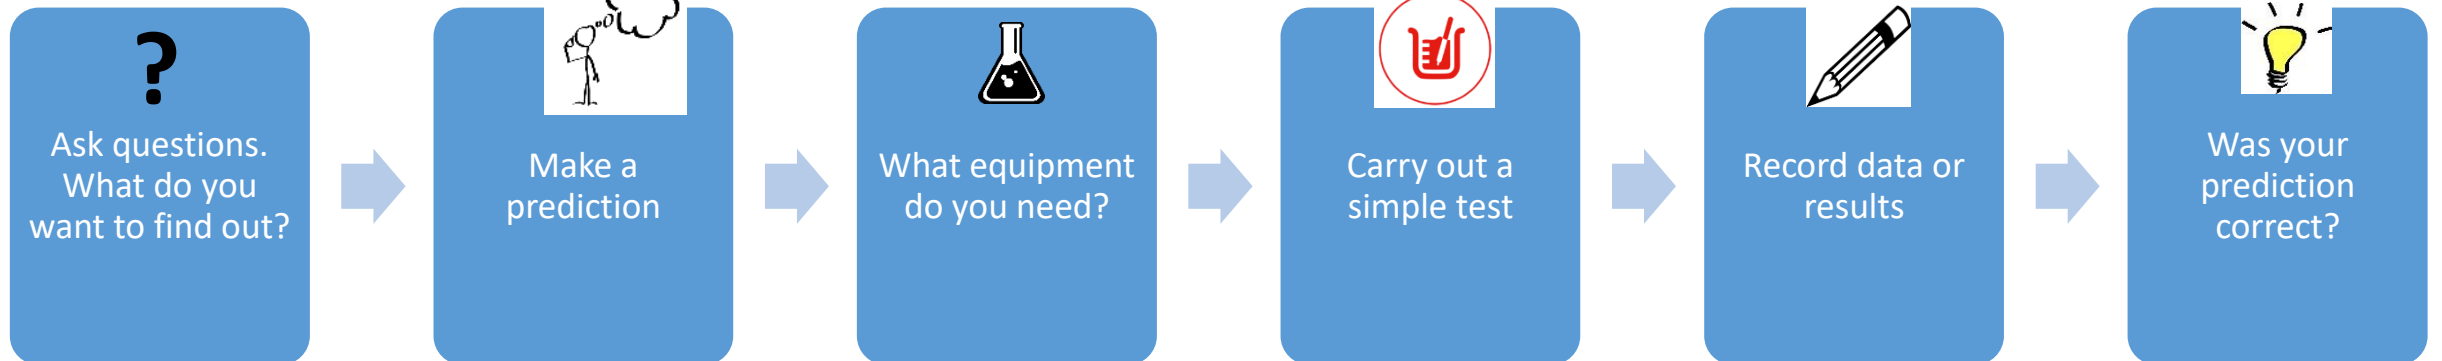 ?
Ask questions.
What do you
want to find out?
Make a
prediction
What equipment
do you need?
Carry out a
simple test
Record data or
results
Was your
prediction
correct?